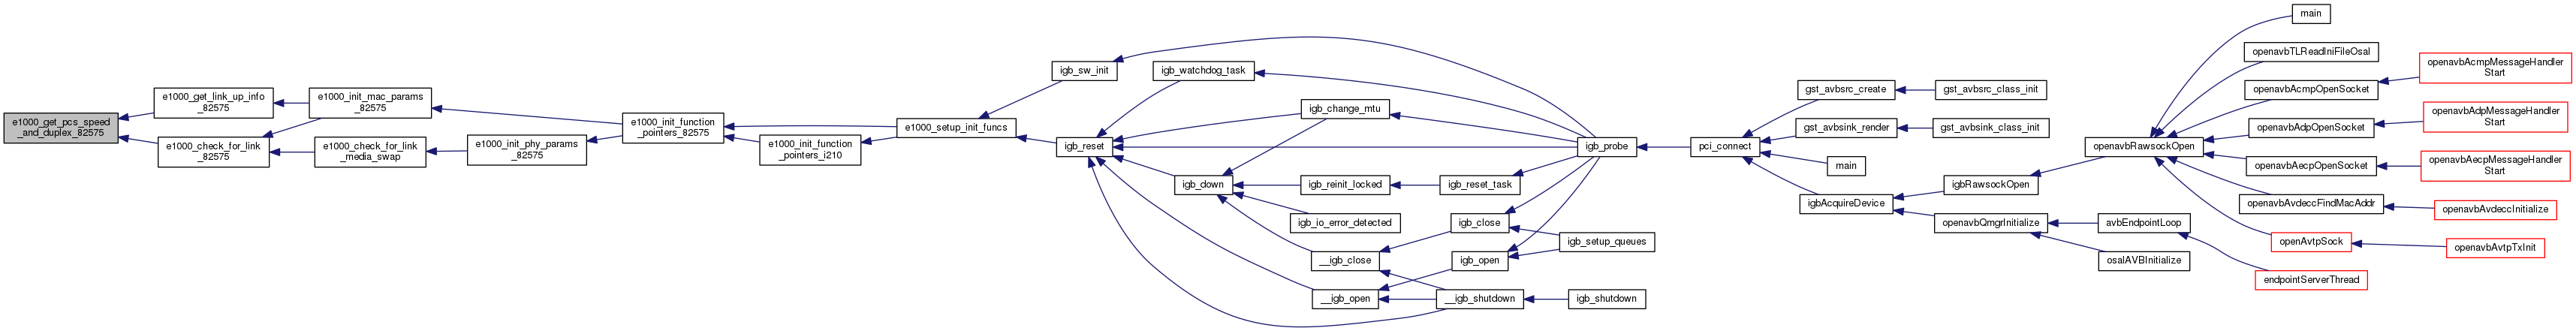 e1000_get_pcs_speed
_and_duplex_82575
e1000_get_link_up_info
_82575
e1000_check_for_link
_82575
e1000_init_mac_params
_82575
e1000_check_for_link
_media_swap
e1000_init_phy_params
_82575
e1000_init_function
_pointers_82575
e1000_init_function
_pointers_i210
e1000_setup_init_funcs
igb_sw_init
igb_reset
igb_watchdog_task
igb_change_mtu
igb_down
igb_reinit_locked
igb_io_error_detected
__igb_close
__igb_open
igb_reset_task
igb_close
igb_open
__igb_shutdown
igb_probe
igb_setup_queues
igb_shutdown
pci_connect
gst_avbsrc_create
gst_avbsink_render
main
igbAcquireDevice
gst_avbsrc_class_init
gst_avbsink_class_init
igbRawsockOpen
openavbQmgrInitialize
openavbRawsockOpen
avbEndpointLoop
osalAVBInitialize
main
openavbTLReadIniFileOsal
openavbAcmpOpenSocket
openavbAdpOpenSocket
openavbAecpOpenSocket
openavbAvdeccFindMacAddr
openAvtpSock
endpointServerThread
openavbAcmpMessageHandler
Start
openavbAdpMessageHandler
Start
openavbAecpMessageHandler
Start
openavbAvdeccInitialize
openavbAvtpTxInit